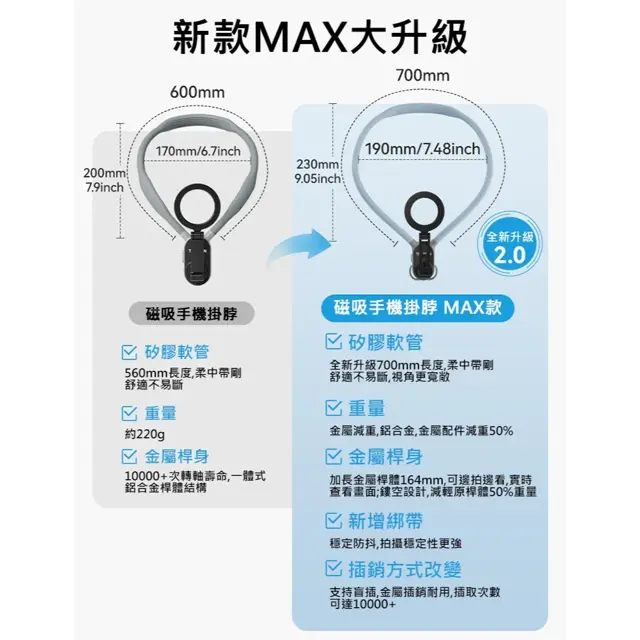 新款MAX大升級
600mm
170mm/6.7inch
200mm
7.9inch
磁吸手機掛脖
矽膠軟管
560mm長度,柔中帶剛
舒適不易斷
重量
約220g
金屬桿身
10000+次轉軸壽命,一體式
鋁合金桿體結構
700mm
190mm/7.48inch
230mm
9.05inch
全新升級
2.0
磁吸手機掛脖 MAX款
矽膠軟管
全新升級700mm長度,柔中帶剛
舒適不易斷,視角更寬敞
重量
金屬減重,鋁合金,金屬配件減重50%
金屬桿身
加長金屬桿體164mm,可邊拍邊看,實時
查看畫面;鏤空設計,減輕原桿體50%重量
新增綁帶
穩定防抖,拍攝穩定性更強
插銷方式改變
支持盲插,金屬插銷耐用,插取次數
可達10000+